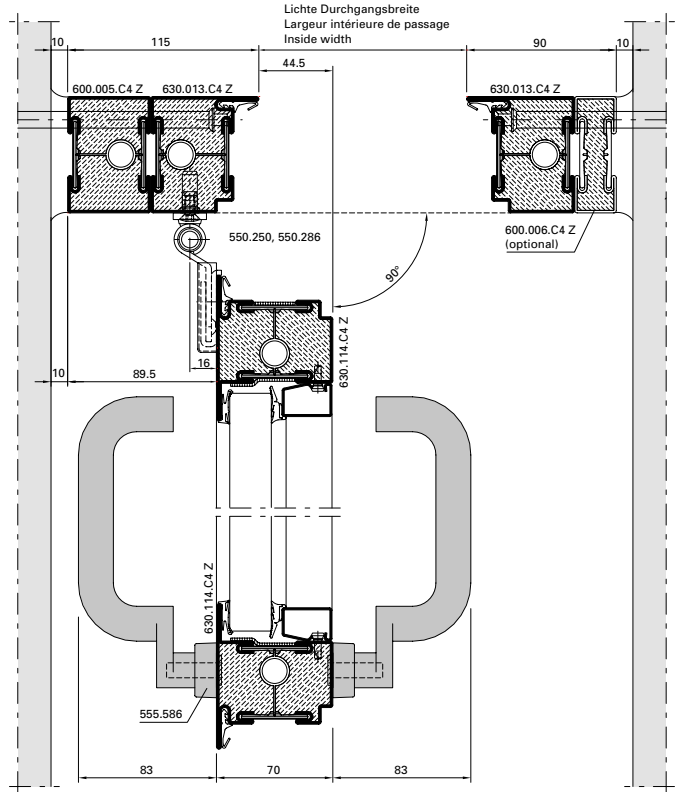 Lichte Durchgangsbreite
Largeur intérieure de passage
Inside width
10
115
90
10
44.5
600.005.C4 Z
630.013.C4 Z
630.013.C4 Z
550.250, 550.286
600.006.C4 Z
(optional)
90°
16
630.114.C4 Z
10
89.5
630.114.C4 Z
555.586
83
70
83